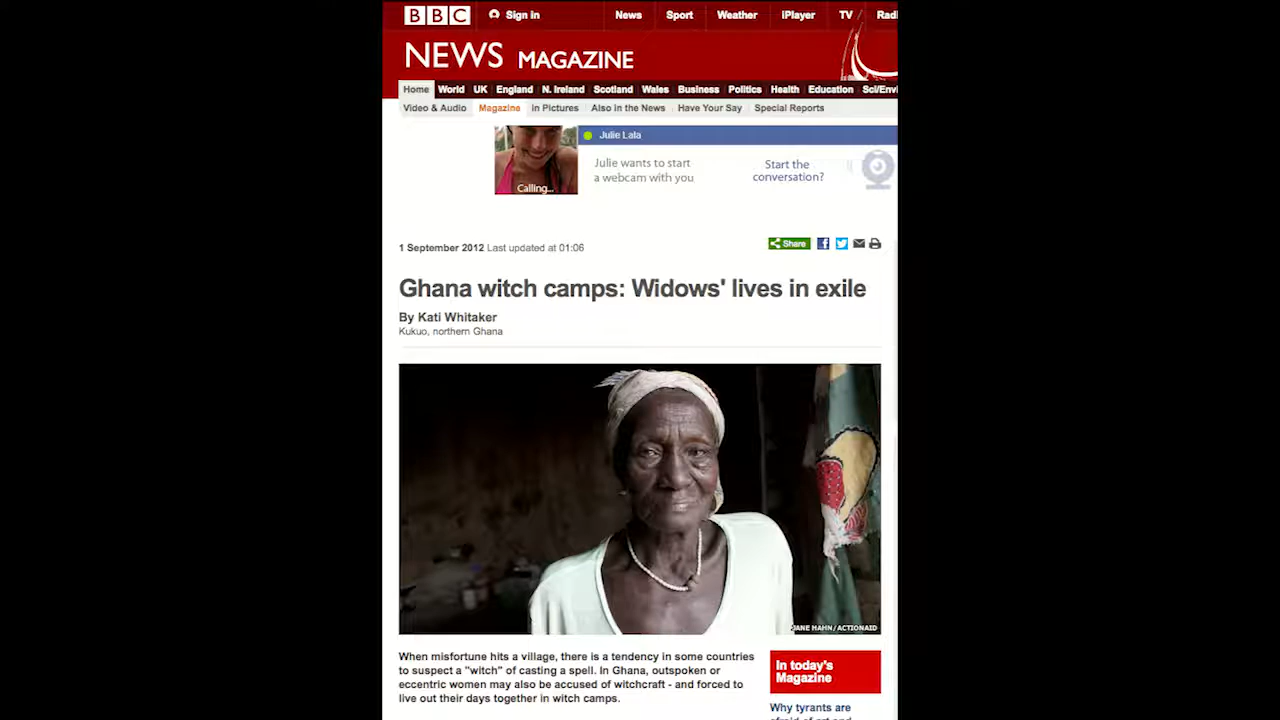 BBC Sign in News Sport Weather iPlayer TV
NEWS MAGAZINE
Home World UK England N. Ireland Scotland Wales Business Politics Health Education
Video & Audio Magazine In Pictures Also in the News Have Your Say Special Reports
Julie Lala
Julie wants to start
a webcam with you
Start the
conversation?
Calling...
1 September 2012 Last updated at 01:06
Share
Ghana witch camps: Widows' lives in exile
By Kati Whitaker
Kukuo, northern Ghana
JANE HAHN/ACTIONAID
When misfortune hits a village, there is a tendency in some countries
to suspect a "witch" of casting a spell. In Ghana, outspoken or
eccentric women may also be accused of witchcraft - and forced to
live out their days together in witch camps.
In today's
Magazine
Why tyrants are